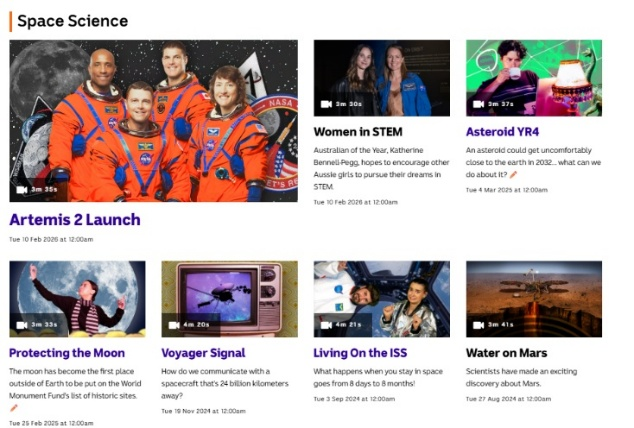 Space Science
3m 35s
NASA
Artemis 2 Launch
Tue 10 Feb 2026 at 12:00am
3m 30s
Women in STEM
Australian of the Year, Katherine
Bennell-Pegg, hopes to encourage other
Aussie girls to pursue their dreams in
STEM.
Tue 10 Feb 2026 at 12:00am
3m 37s
Asteroid YR4
An asteroid could get uncomfortably
close to the earth in 2032... what can we
do about it?
Tue 4 Mar 2025 at 12:00am
3m 33s
Protecting the Moon
The moon has become the first place
outside of Earth to be put on the World
Monument Fund's list of historic sites.
Tue 25 Feb 2025 at 12:00am
4m 20s
Voyager Signal
How do we communicate with a
spacecraft that's 24 billion kilometers
away?
Tue 19 Nov 2024 at 12:00am
4m 21s
Living On the ISS
What happens when you stay in space
goes from 8 days to 8 months!
Tue 3 Sep 2024 at 12:00am
3m 41s
Water on Mars
Scientists have made an exciting
discovery about Mars.
Tue 27 Aug 2024 at 12:00am